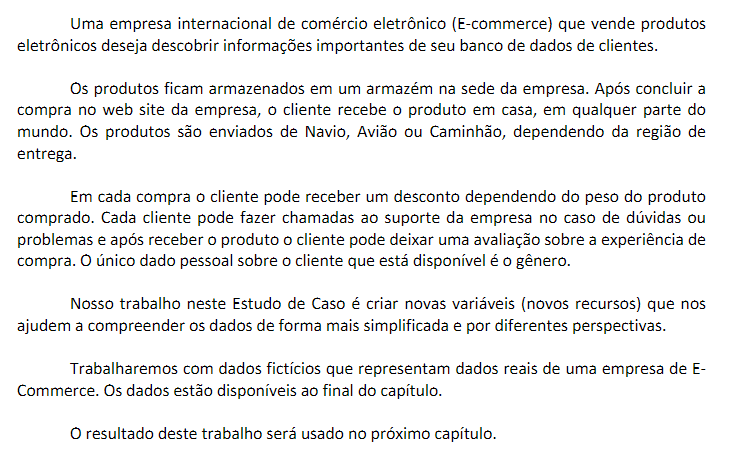 Uma empresa internacional de comércio eletrônico (E-commerce) que vende produtos
eletrônicos deseja descobrir informações importantes de seu banco de dados de clientes.
Os produtos ficam armazenados em um armazém na sede da empresa. Após concluir a
compra no web site da empresa, o cliente recebe o produto em casa, em qualquer parte do
mundo. Os produtos são enviados de Navio, Avião ou Caminhão, dependendo da região de
entrega.
Em cada compra o cliente pode receber um desconto dependendo do peso do produto
comprado. Cada cliente pode fazer chamadas ao suporte da empresa no caso de dúvidas ou
problemas e após receber o produto o cliente pode deixar uma avaliação sobre a experiência de
compra. O único dado pessoal sobre o cliente que está disponível é o gênero.
Nosso trabalho neste Estudo de Caso é criar novas variáveis (novos recursos) que nos
ajudem a compreender os dados de forma mais simplificada e por diferentes perspectivas.
Trabalharemos com dados fictícios que representam dados reais de uma empresa de E-
Commerce. Os dados estão disponíveis ao final do capítulo.
O resultado deste trabalho será usado no próximo capítulo.